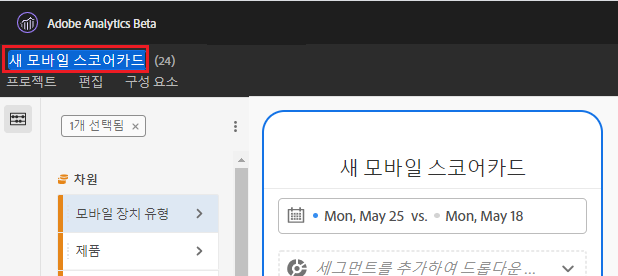 Adobe Analytics Beta
새 모바일 스코어카드 (24)
프로젝트 편집 구성 요소
1개 선택됨 ×
새 모바일 스코어카드
차원
모바일 장치 유형
Mon, May 25 vs. Mon, May 18
제품
세그먼트를 추가하여 드롭다운 ...